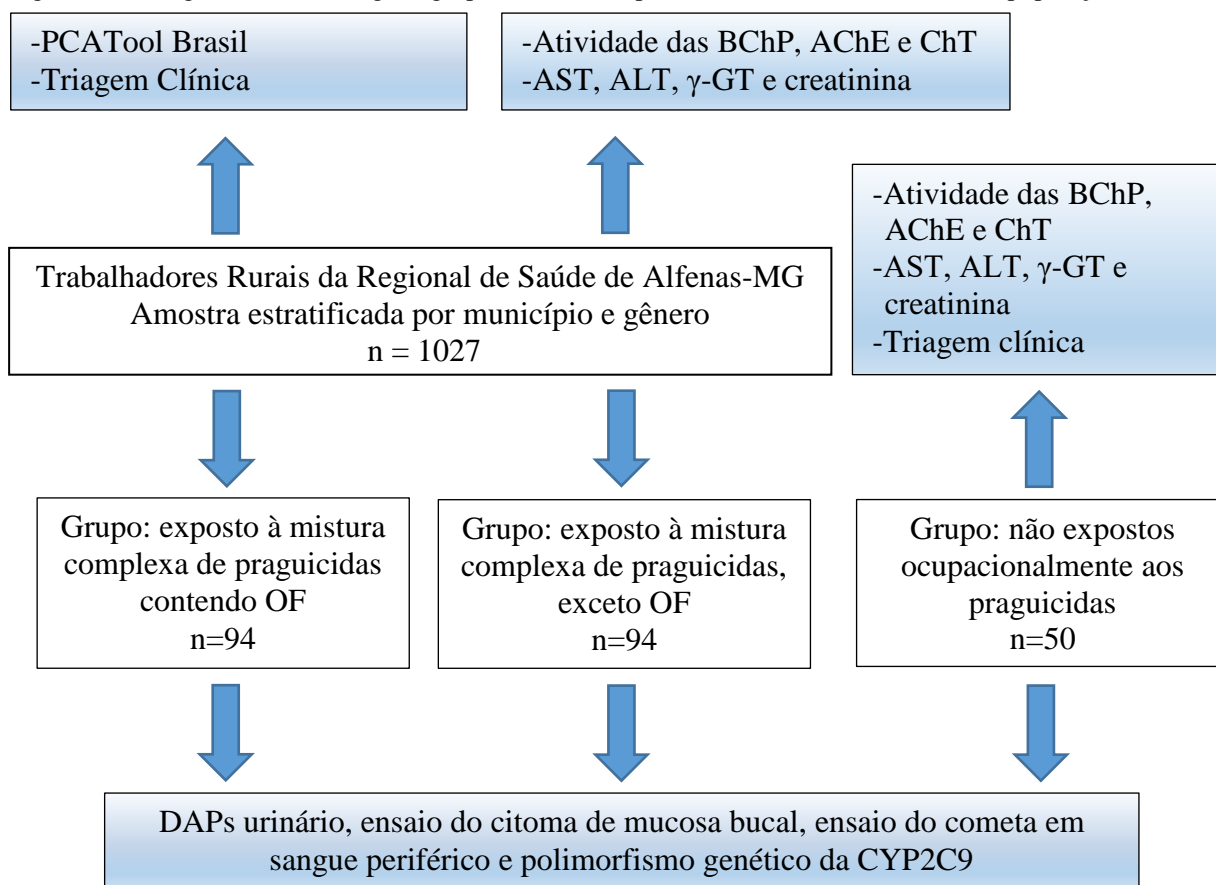 -PCATool Brasil
-Triagem Clínica
-Atividade das BChP, AChE e ChT
-AST, ALT, γ-GT e creatinina
-Atividade das BChP,
AChE e ChT
-AST, ALT, γ-GT e
creatinina
-Triagem clínica
Trabalhadores Rurais da Regional de Saúde de Alfenas-MG
Amostra estratificada por município e gênero
n = 1027
Grupo: exposto à mistura
complexa de praguicidas
contendo OF
n=94
Grupo: exposto à mistura
complexa de praguicidas,
exceto OF
n=94
Grupo: não expostos
ocupacionalmente aos
praguicidas
n=50
DAPs urinário, ensaio do citoma de mucosa bucal, ensaio do cometa em
sangue periférico e polimorfismo genético da CYP2C9